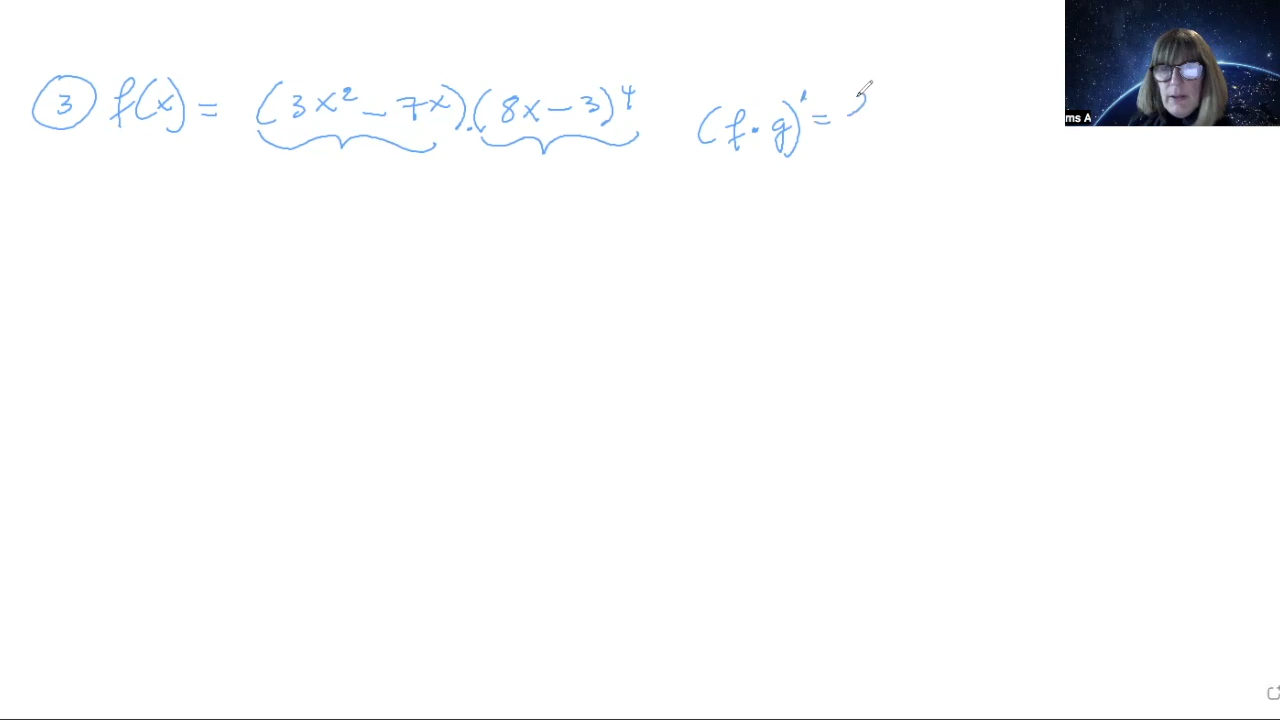 ③ f(x) = (3x² - 7x)·(8x - 3)⁴ (f · g)' =
ms A